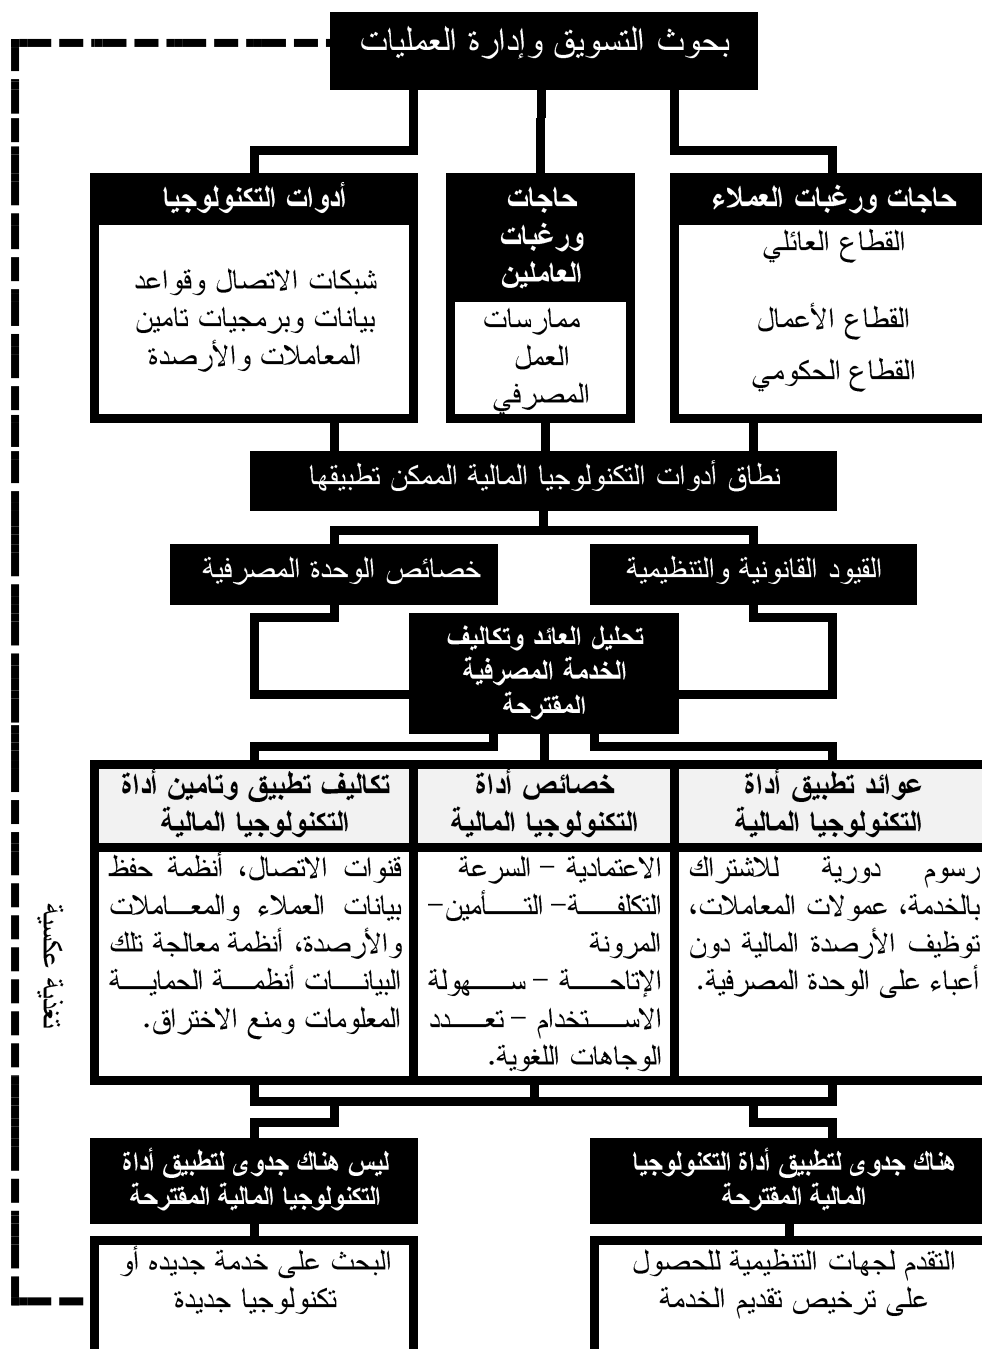 بحوث التسويق وإدارة العمليات
حاجات ورغبات العملاء
القطاع العائلي
القطاع الأعمال
القطاع الحكومي
حاجات
ورغبات
العاملين
ممارسات
العمل
المصرفي
أدوات التكنولوجيا
شبكات الاتصال وقواعد
بيانات وبرمجيات تامين
المعاملات والأرصدة
نطاق أدوات التكنولوجيا المالية الممكن تطبيقها
القيود القانونية والتنظيمية
خصائص الوحدة المصرفية
تحليل العائد وتكاليف
الخدمة المصرفية
المقترحة
عوائد تطبيق أداة
التكنولوجيا المالية
رسوم دورية للاشتراك
بالخدمة، عمولات المعاملات،
توظيف الأرصدة المالية دون
أعباء على الوحدة المصرفية.
خصائص أداة
التكنولوجيا المالية
الاعتمادية – السرعة
التكلفة– التأمين–
المرونة
الإتاحة – سهولة
الاستخدام – تعدد
الوجاهات اللغوية.
تكاليف تطبيق وتامين أداة
التكنولوجيا المالية
قنوات الاتصال، أنظمة حفظ
بيانات العملاء والمعاملات
والأرصدة، أنظمة معالجة تلك
البيانات أنظمة الحماية
المعلومات ومنع الاختراق.
تغذية عكسية
هناك جدوى لتطبيق أداة التكنولوجيا
المالية المقترحة
التقدم لجهات التنظيمية للحصول
على ترخيص تقديم الخدمة
ليس هناك جدوى لتطبيق أداة
التكنولوجيا المالية المقترحة
البحث على خدمة جديده أو
تكنولوجيا جديدة